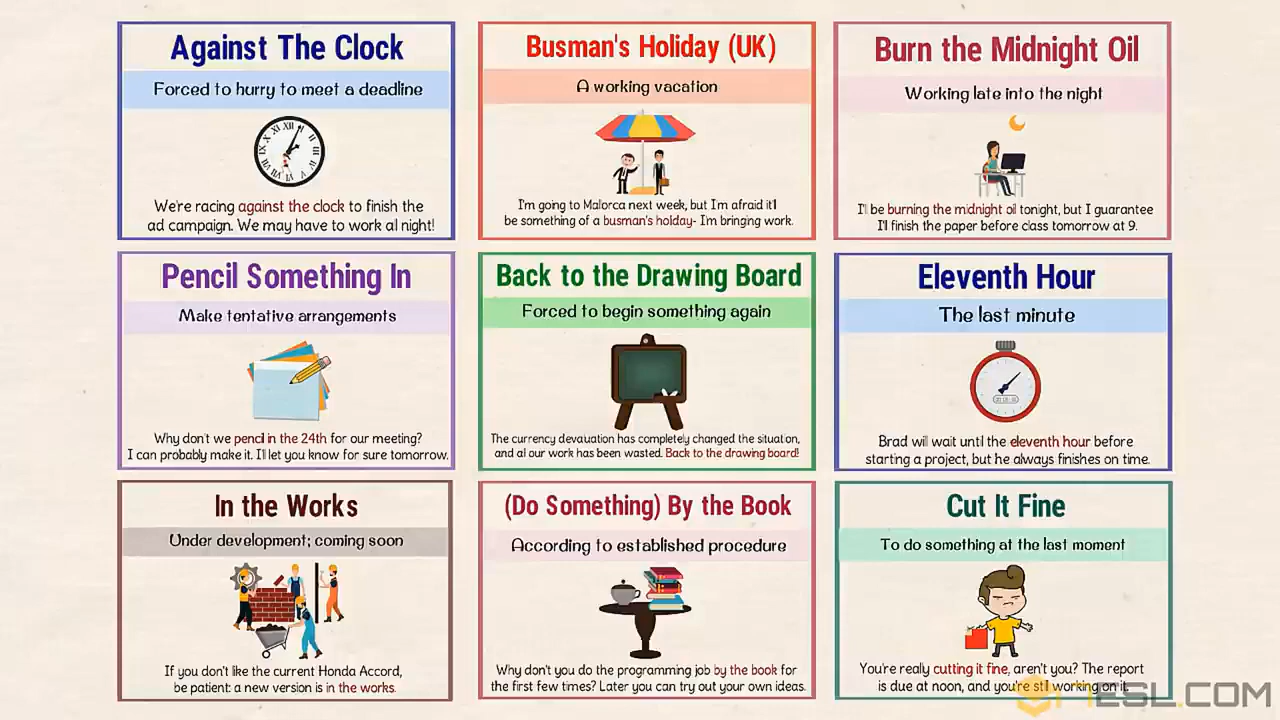 Against The Clock
Forced to hurry to meet a deadline
We're racing against the clock to finish the
ad campaign. We may have to work al night!
Busman's Holiday (UK)
A working vacation
I'm going to Malorca next week, but I'm afraid it'l
be something of a busman's holiday- I'm bringing work.
Burn the Midnight Oil
Working late into the night
I'l be burning the midnight oil tonight, but I guarantee
I'l finish the paper before class tomorrow at 9.
Pencil Something In
Make tentative arrangements
Why don't we pencil in the 24th for our meeting?
I can probably make it. I'l let you know for sure tomorrow.
Back to the Drawing Board
Forced to begin something again
The currency devaluation has completely changed the situation,
and al our work has been wasted. Back to the drawing board!
Eleventh Hour
The last minute
Brad wil wait until the eleventh hour before
starting a project, but he always finishes on time.
In the Works
Under development; coming soon
If you don't like the current Honda Accord,
be patient: a new version is in the works.
(Do Something) By the Book
According to established procedure
Why don't you do the programming job by the book for
the first few times? Later you can try out your own ideas.
Cut It Fine
To do something at the last moment
You're realy cutting it fine, aren't you? The report
is due at noon, and you're stil working on it.
7ESL.COM